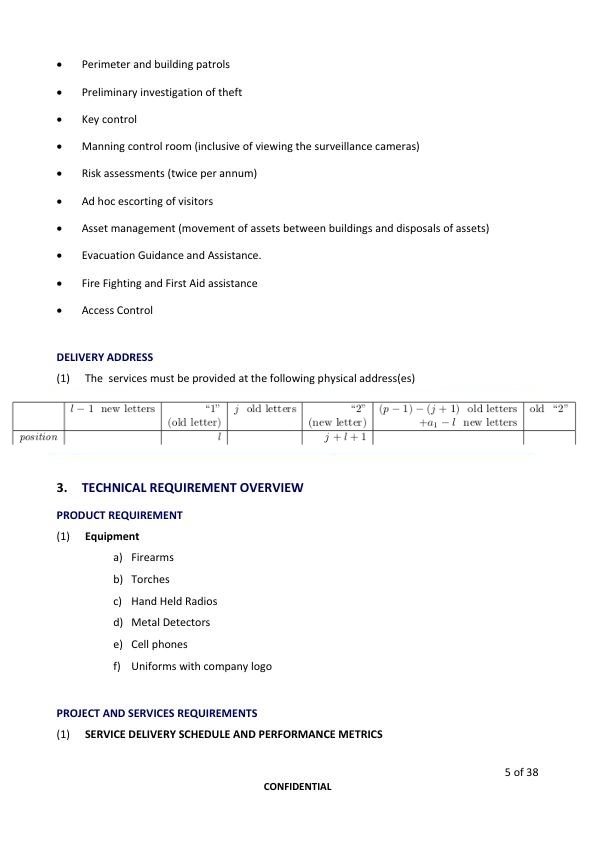 • Perimeter and building patrols
• Preliminary investigation of theft
• Key control
• Manning control room (inclusive of viewing the surveillance cameras)
• Risk assessments (twice per annum)
• Ad hoc escorting of visitors
• Asset management (movement of assets between buildings and disposals of assets)
• Evacuation Guidance and Assistance.
• Fire Fighting and First Aid assistance
• Access Control
DELIVERY ADDRESS
(1) The services must be provided at the following physical address(es)
l − 1 new letters “1” j old letters “2” (p − 1) − (j + 1) old letters old “2”
(old letter) (new letter) +a₁ − l new letters
position l j + l + 1
3. TECHNICAL REQUIREMENT OVERVIEW
PRODUCT REQUIREMENT
(1) Equipment
a) Firearms
b) Torches
c) Hand Held Radios
d) Metal Detectors
e) Cell phones
f) Uniforms with company logo
PROJECT AND SERVICES REQUIREMENTS
(1) SERVICE DELIVERY SCHEDULE AND PERFORMANCE METRICS
5 of 38
CONFIDENTIAL